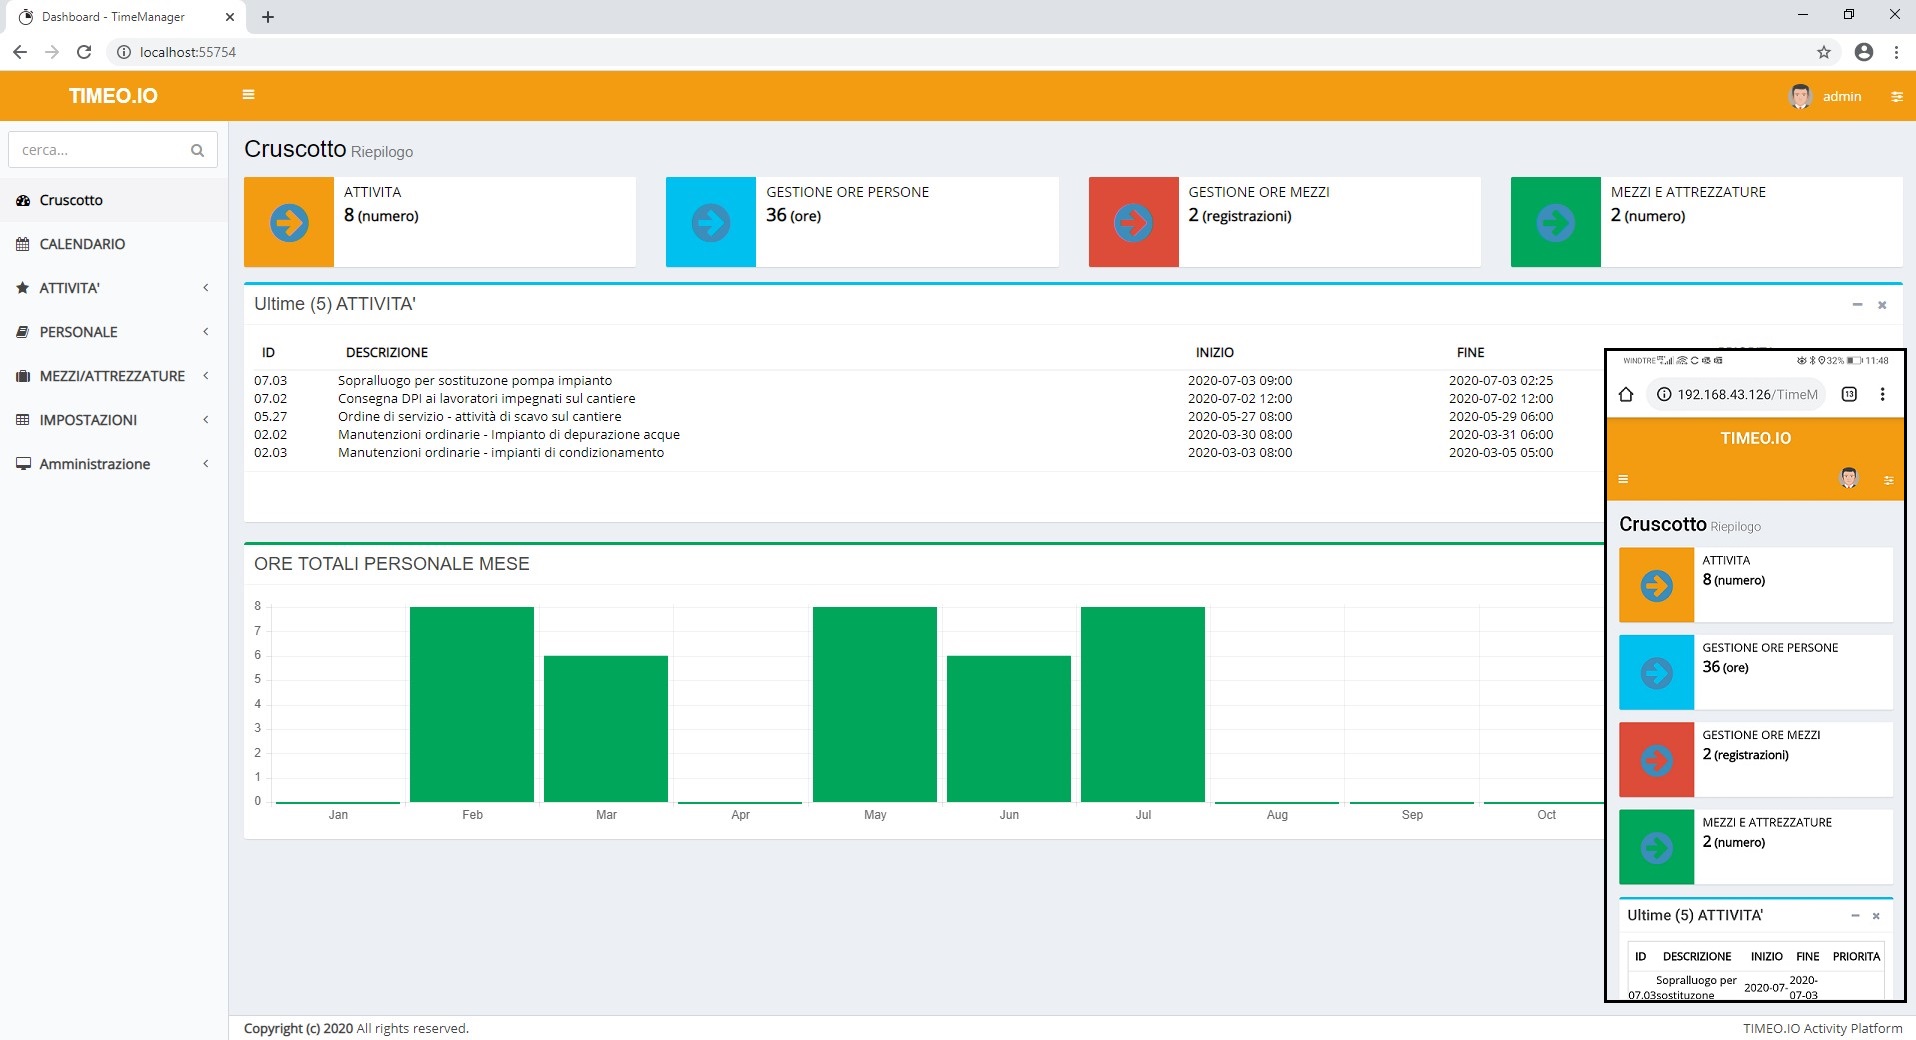 Dashboard - TimeManager
localhost:55754
TIMEO.IO
admin
cerca...
Cruscotto
CALENDARIO
ATTIVITA'
PERSONALE
MEZZI/ATTREZZATURE
IMPOSTAZIONI
Amministrazione
Cruscotto Riepilogo
ATTIVITA
8 (numero)
GESTIONE ORE PERSONE
36 (ore)
GESTIONE ORE MEZZI
2 (registrazioni)
MEZZI E ATTREZZATURE
2 (numero)
Ultime (5) ATTIVITA'
ID DESCRIZIONE INIZIO FINE
07.03 Sopralluogo per sostituzone pompa impianto 2020-07-03 09:00 2020-07-03 02:25
07.02 Consegna DPI ai lavoratori impegnati sul cantiere 2020-07-02 12:00 2020-07-02 12:00
05.27 Ordine di servizio - attività di scavo sul cantiere 2020-05-27 08:00 2020-05-29 06:00
02.02 Manutenzioni ordinarie - Impianto di depurazione acque 2020-03-30 08:00 2020-03-31 06:00
02.03 Manutenzioni ordinarie - impianti di condizionamento 2020-03-03 08:00 2020-03-05 05:00
ORE TOTALI PERSONALE MESE
8
7
6
5
4
3
2
1
0
Jan Feb Mar Apr May Jun Jul Aug Sep Oct
WINDTRE 32% 11:48
192.168.43.126/TimeM 13
TIMEO.IO
Cruscotto Riepilogo
ATTIVITA
8 (numero)
GESTIONE ORE PERSONE
36 (ore)
GESTIONE ORE MEZZI
2 (registrazioni)
MEZZI E ATTREZZATURE
2 (numero)
Ultime (5) ATTIVITA'
ID DESCRIZIONE INIZIO FINE PRIORITA
Sopralluogo per 2020-
07.03 sostituzone 2020-07- 07-03
Copyright (c) 2020 All rights reserved.
TIMEO.IO Activity Platform